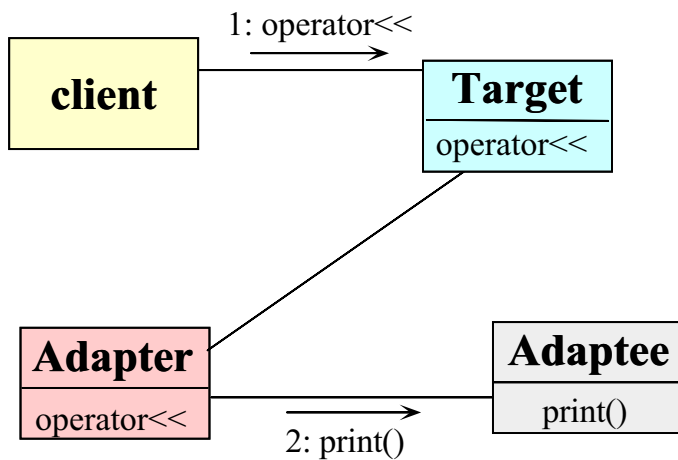 1: operator<<
client
Target
operator<<
Adapter
operator<<
Adaptee
print()
2: print()